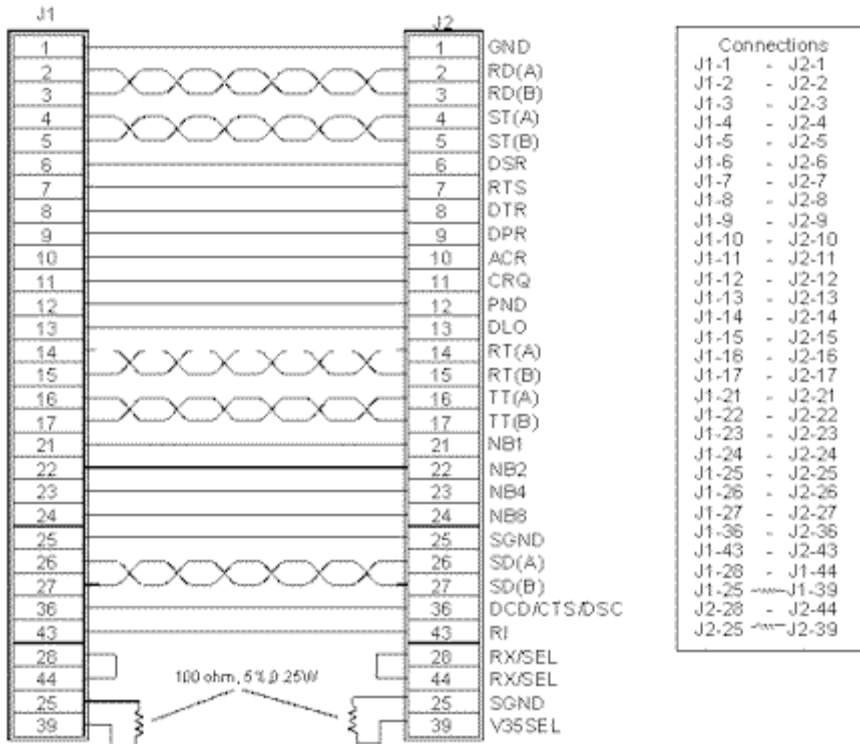 J1 J2
1 1 GND
2 2 RD(A)
3 3 RD(B)
4 4 ST(A)
5 5 ST(B)
6 6 DSR
7 7 RTS
8 8 DTR
9 9 DPR
10 10 ACR
11 11 CRQ
12 12 PND
13 13 DLO
14 14 RT(A)
15 15 RT(B)
16 16 TT(A)
17 17 TT(B)
21 21 NB1
22 22 NB2
23 23 NB4
24 24 NB8
25 25 SGND
26 26 SD(A)
27 27 SD(B)
36 36 DCD/CTS/DSC
43 43 RI
28 28 RX/SEL
44 44 RX/SEL
25 25 SGND
39 39 V35SEL
100 ohm, 5% 0.25W
Connections
J1-1 - J2-1
J1-2 - J2-2
J1-3 - J2-3
J1-4 - J2-4
J1-5 - J2-5
J1-6 - J2-6
J1-7 - J2-7
J1-8 - J2-8
J1-9 - J2-9
J1-10 - J2-10
J1-11 - J2-11
J1-12 - J2-12
J1-13 - J2-13
J1-14 - J2-14
J1-15 - J2-15
J1-16 - J2-16
J1-17 - J2-17
J1-21 - J2-21
J1-22 - J2-22
J1-23 - J2-23
J1-24 - J2-24
J1-25 - J2-25
J1-26 - J2-26
J1-27 - J2-27
J1-36 - J2-36
J1-43 - J2-43
J1-28 - J1-44
J1-25 J1-39
J2-28 - J2-44
J2-25 J2-39